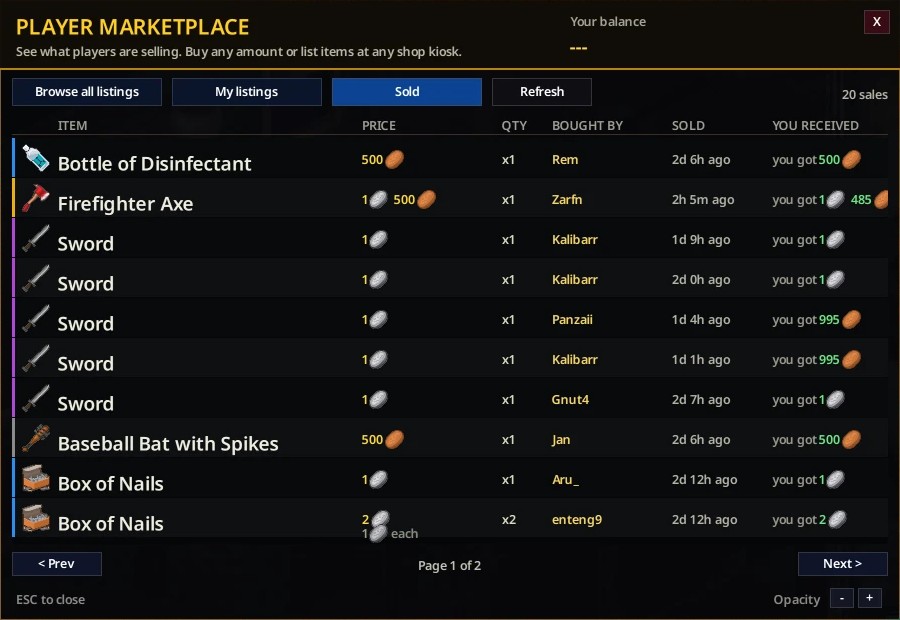 PLAYER MARKETPLACE
Your balance
X
See what players are selling. Buy any amount or list items at any shop kiosk.
---
Browse all listings My listings Sold Refresh 20 sales
ITEM PRICE QTY BOUGHT BY SOLD YOU RECEIVED
Bottle of Disinfectant 500 x1 Rem 2d 6h ago you got 500
Firefighter Axe 1 500 x1 Zarfn 2h 5m ago you got 1 485
Sword 1 x1 Kalibarr 1d 9h ago you got 1
Sword 1 x1 Kalibarr 2d 0h ago you got 1
Sword 1 x1 Panzaii 1d 4h ago you got 995
Sword 1 x1 Kalibarr 1d 1h ago you got 995
Sword 1 x1 Gnut4 2d 7h ago you got 1
Baseball Bat with Spikes 500 x1 Jan 2d 6h ago you got 500
Box of Nails 1 x1 Aru_ 2d 12h ago you got 1
Box of Nails 2 x2 enteng9 2d 12h ago you got 2
1 each
< Prev Page 1 of 2 Next >
ESC to close Opacity - +